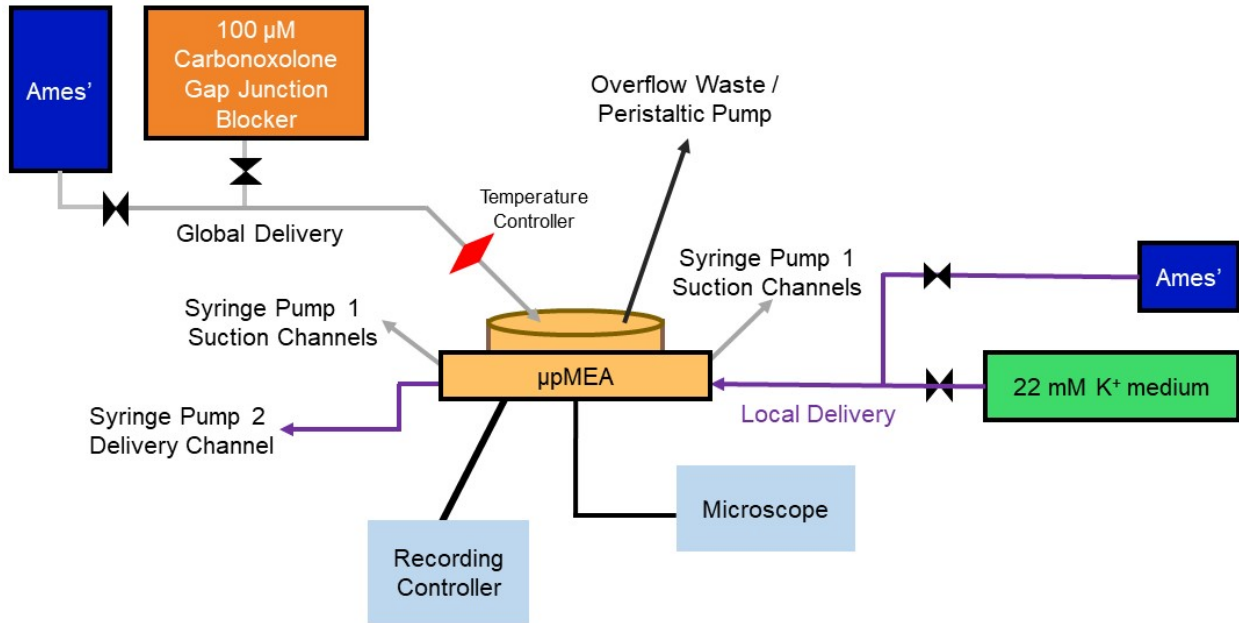 Ames’
100 µM
Carbonoxolone
Gap Junction
Blocker
Overflow Waste /
Peristaltic Pump
Temperature
Controller
Global Delivery
Syringe Pump 1
Suction Channels
Syringe Pump 1
Suction Channels
Ames’
µpMEA
22 mM K⁺ medium
Local Delivery
Syringe Pump 2
Delivery Channel
Microscope
Recording
Controller